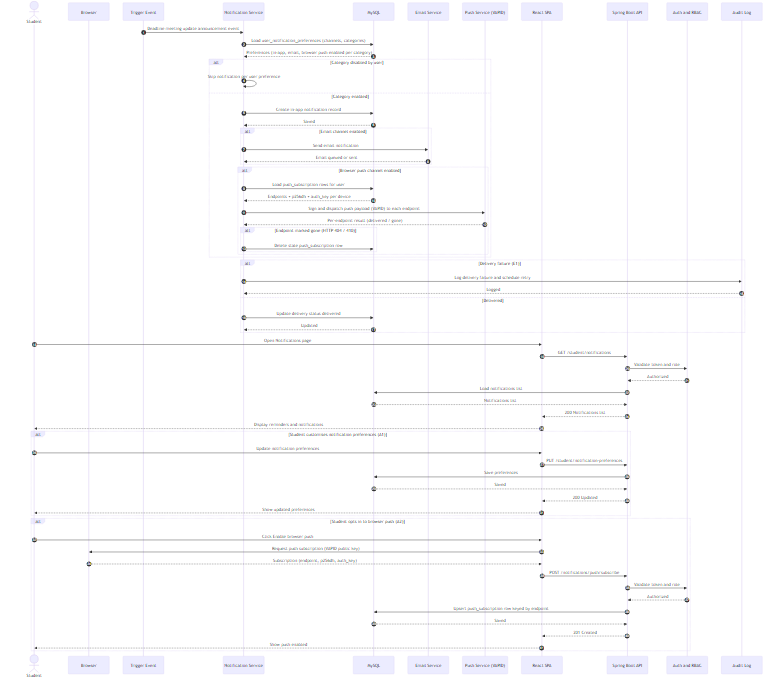 Student
Browser
Trigger Event
Notification Service
MySQL
Email Service
Push Service (VAPID)
React SPA
Spring Boot API
Auth and RBAC
Audit Log
Deadline meeting update announcement event
Load user_notification_preferences (channels, categories)
Preferences (in app, email, browser push enabled per category)
alt
[Category disabled by user]
Skip notification per user preference
[Category enabled]
Create in app notification record
Saved
alt
[Email channel enabled]
Send email notification
Email queued or sent
alt
[Browser push channel enabled]
Load push_subscription rows for user
Endpoints + p256dh + auth_key per device
Sign and dispatch push payload (VAPID) to each endpoint
Per endpoint result (delivered / gone)
alt
[Endpoint marked gone (HTTP 404 / 410)]
Delete stale push_subscription row
alt
[Delivery failure (E1)]
Log delivery failure and schedule retry
Logged
[Delivered]
Update delivery status delivered
Updated
Open Notifications page
GET /student/notifications
Validate token and role
Authorized
Load notifications list
Notifications list
200 Notifications list
Display reminders and notifications
alt
[Student customizes notification preferences (A1)]
Update notification preferences
PUT /student/notification-preferences
Save preferences
Saved
200 Updated
Show updated preferences
alt
[Student opts in to browser push (A2)]
Click Enable browser push
Request push subscription (VAPID public key)
Subscription (endpoint, p256dh, auth_key)
POST /notifications/push/subscribe
Validate token and role
Authorized
Upsert push_subscription row keyed by endpoint
Saved
201 Created
Show push enabled
Student
Browser
Trigger Event
Notification Service
MySQL
Email Service
Push Service (VAPID)
React SPA
Spring Boot API
Auth and RBAC
Audit Log